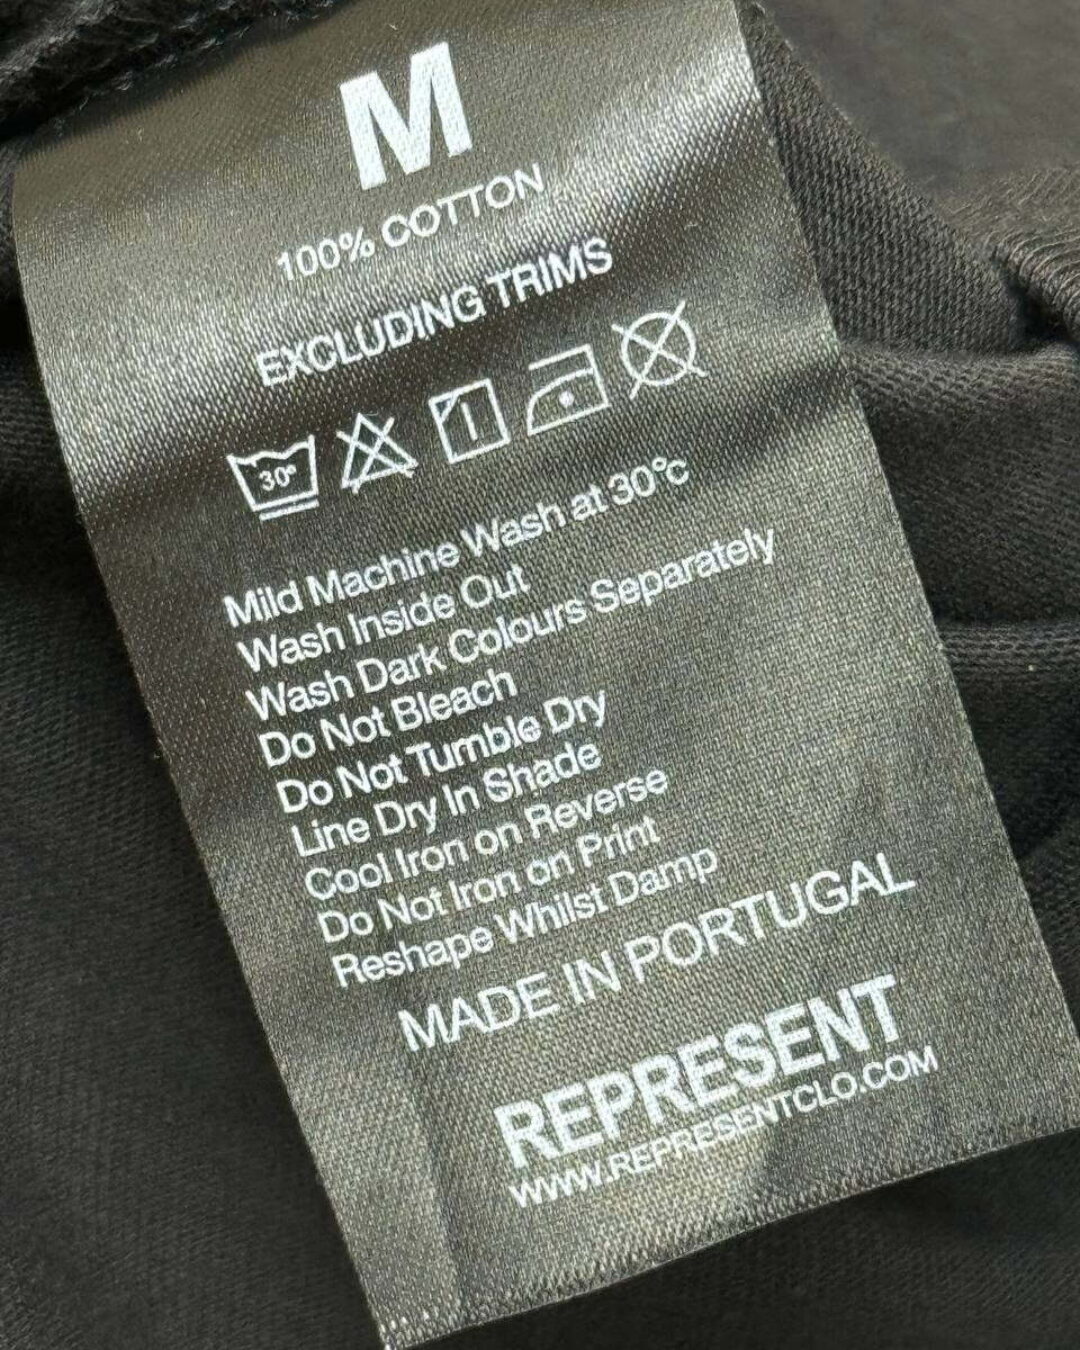 M
100% COTTON
EXCLUDING TRIMS
30°
Mild Machine Wash at 30°c
Wash Inside Out
Wash Dark Colours Separately
Do Not Bleach
Do Not Tumble Dry
Line Dry In Shade
Cool Iron on Reverse
Do Not Iron on Print
Reshape Whilst Damp
MADE IN PORTUGAL
REPRESENT
WWW.REPRESENTCLO.COM